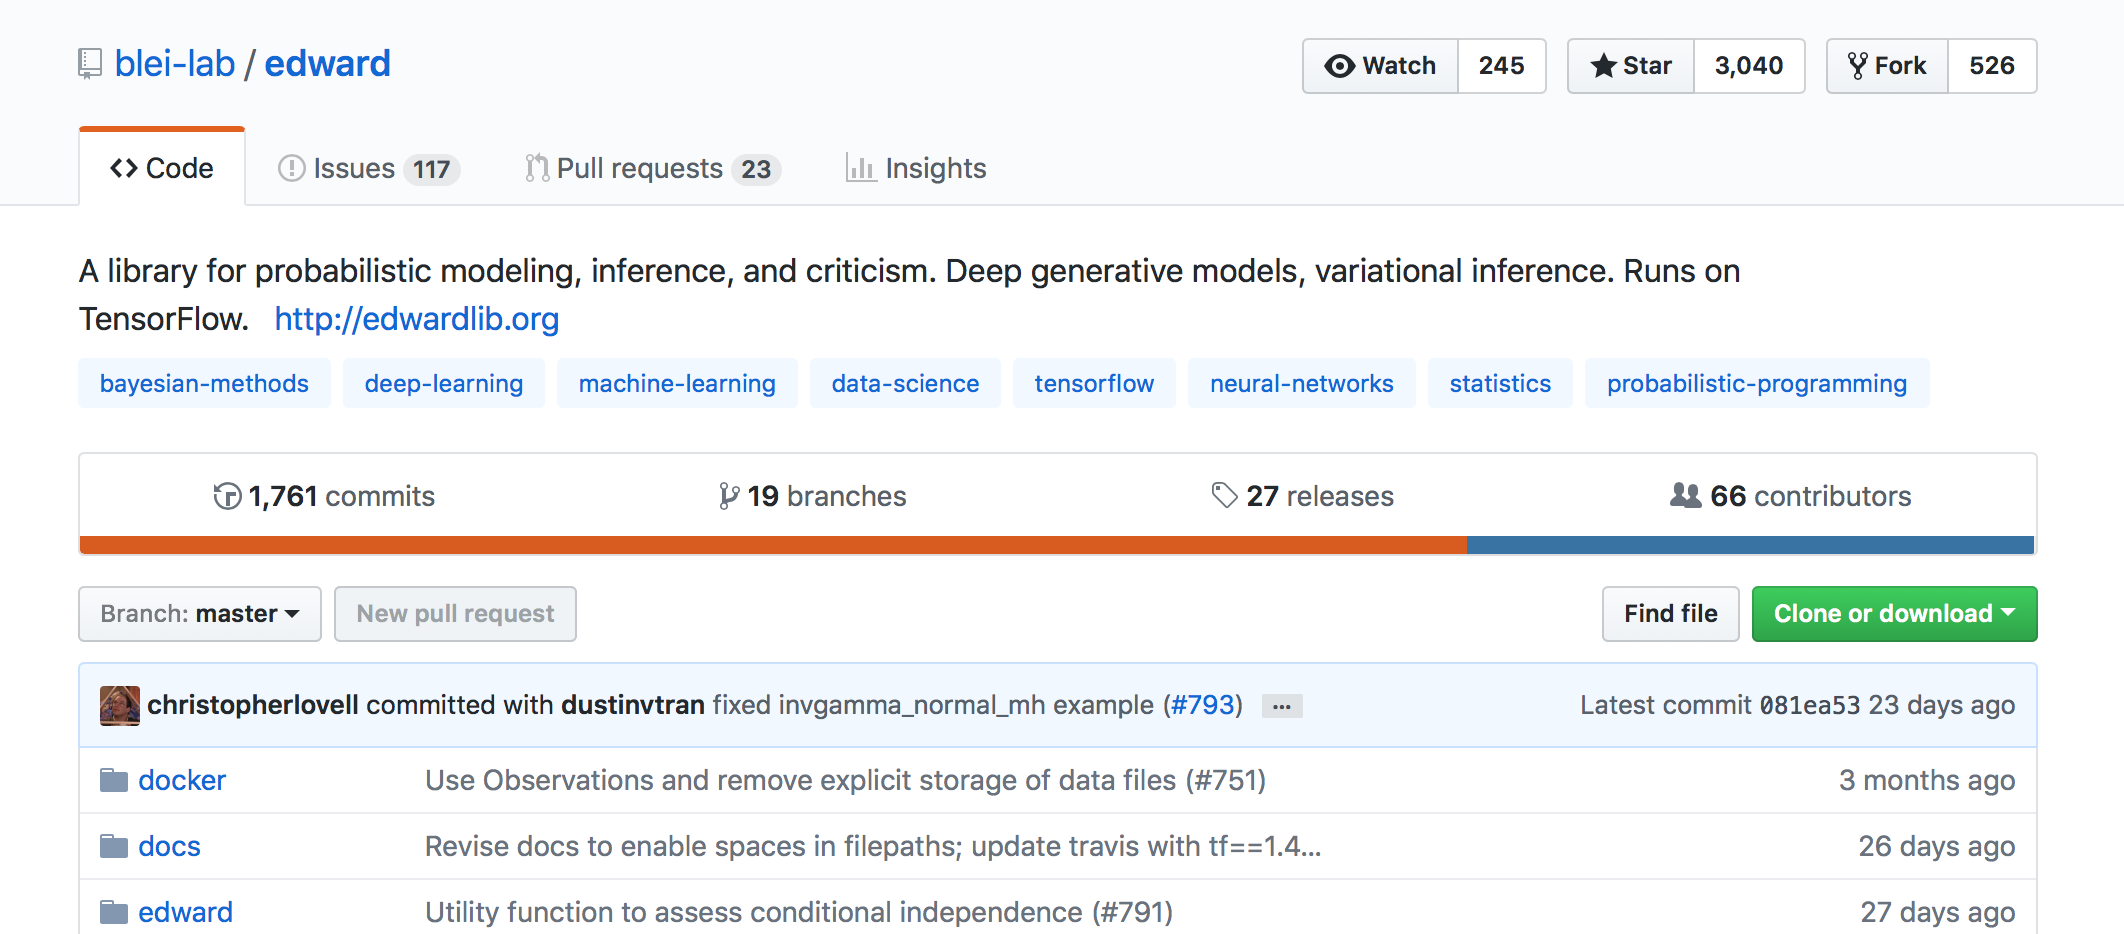 blei-lab / edward
Watch 245 Star 3,040 Fork 526
Code Issues 117 Pull requests 23 Insights
A library for probabilistic modeling, inference, and criticism. Deep generative models, variational inference. Runs on
TensorFlow. http://edwardlib.org
bayesian-methods deep-learning machine-learning data-science tensorflow neural-networks statistics probabilistic-programming
1,761 commits 19 branches 27 releases 66 contributors
Branch: master New pull request Find file Clone or download
christopherlovell committed with dustinvtran fixed invgamma_normal_mh example (#793) ... Latest commit 081ea53 23 days ago
docker Use Observations and remove explicit storage of data files (#751) 3 months ago
docs Revise docs to enable spaces in filepaths; update travis with tf==1.4... 26 days ago
edward Utility function to assess conditional independence (#791) 27 days ago